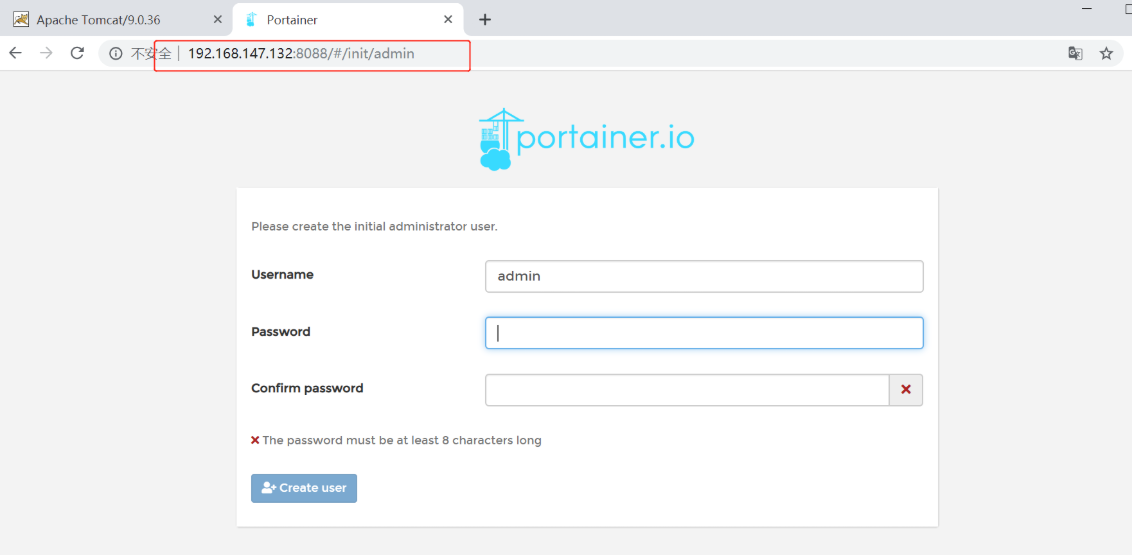 Apache Tomcat/9.0.36
Portainer
不安全 192.168.147.132:8088/#/init/admin
portainer.io
Please create the initial administrator user.
Username
admin
Password
Confirm password
The password must be at least 8 characters long
Create user